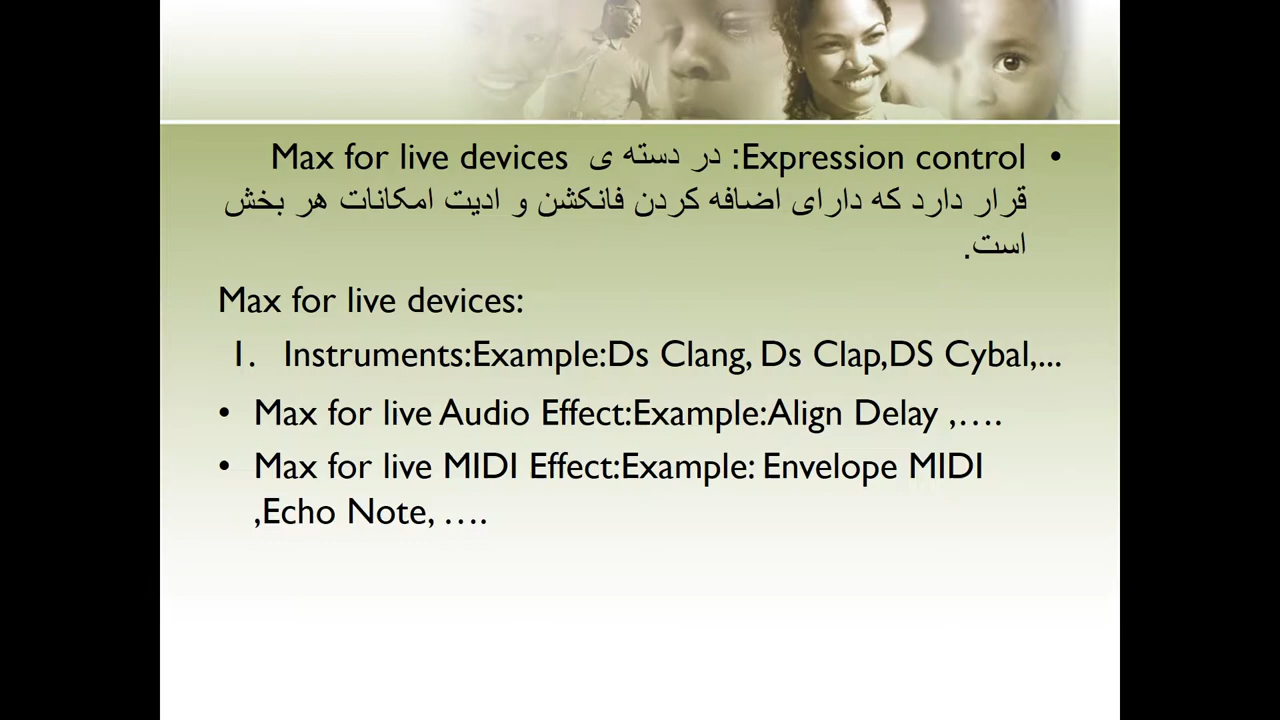 Expression control: در دسته ی Max for live devices
قرار دارد که دارای اضافه کردن فانکشن و ادیت امکانات هر بخش
است.
Max for live devices:
1. Instruments:Example:Ds Clang, Ds Clap,DS Cybal,...
• Max for live Audio Effect:Example:Align Delay ,….
• Max for live MIDI Effect:Example: Envelope MIDI
,Echo Note, ….